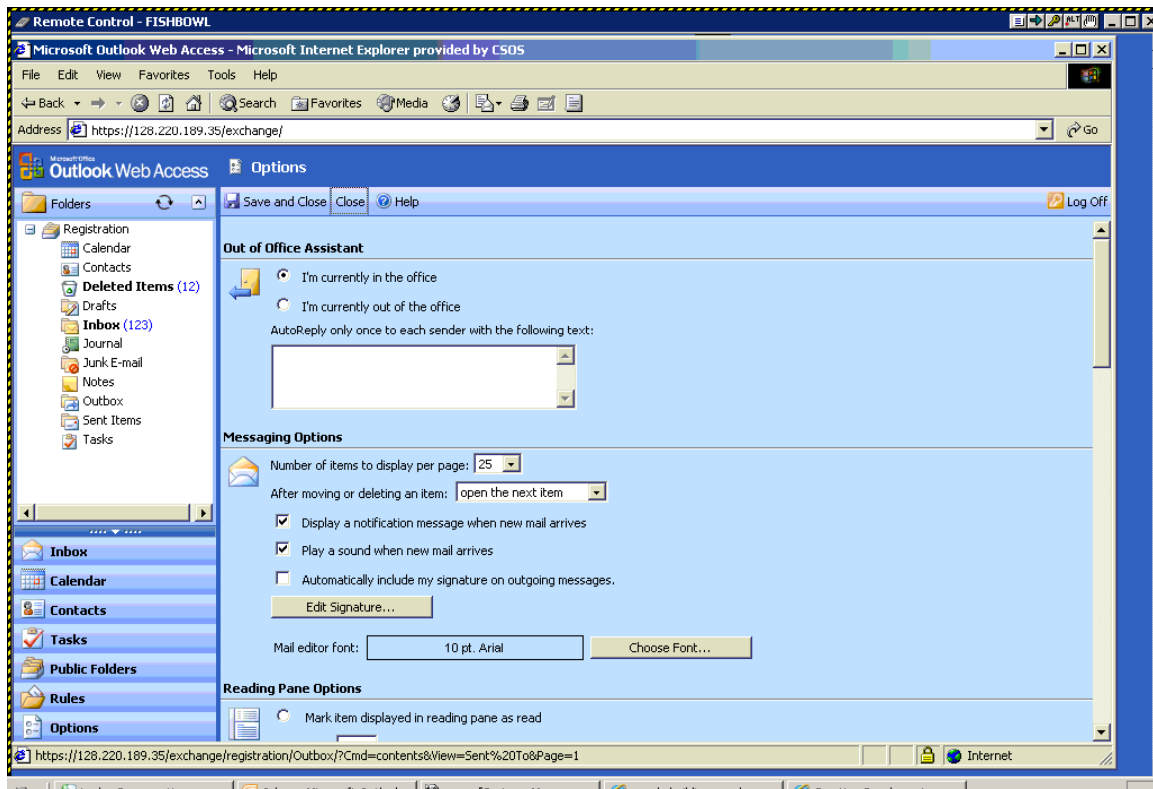 Remote Control - FISHBOWL
ALT
Microsoft Outlook Web Access - Microsoft Internet Explorer provided by CSOS
File Edit View Favorites Tools Help
Back Search Favorites Media
Address https://128.220.189.35/exchange/ Go
Microsoft Office
Outlook Web Access Options
Folders Save and Close Close Help Log Off
Registration
Calendar
Contacts
Deleted Items (12)
Drafts
Inbox (123)
Journal
Junk E-mail
Notes
Outbox
Sent Items
Tasks
Inbox
Calendar
Contacts
Tasks
Public Folders
Rules
Options
Out of Office Assistant
I'm currently in the office
I'm currently out of the office
AutoReply only once to each sender with the following text:
Messaging Options
Number of items to display per page: 25
After moving or deleting an item: open the next item
Display a notification message when new mail arrives
Play a sound when new mail arrives
Automatically include my signature on outgoing messages.
Edit Signature...
Mail editor font: 10 pt. Arial Choose Font...
Reading Pane Options
Mark item displayed in reading pane as read
https://128.220.189.35/exchange/registration/Outbox/?Cmd=contents&View=Sent%20To&Page=1 Internet